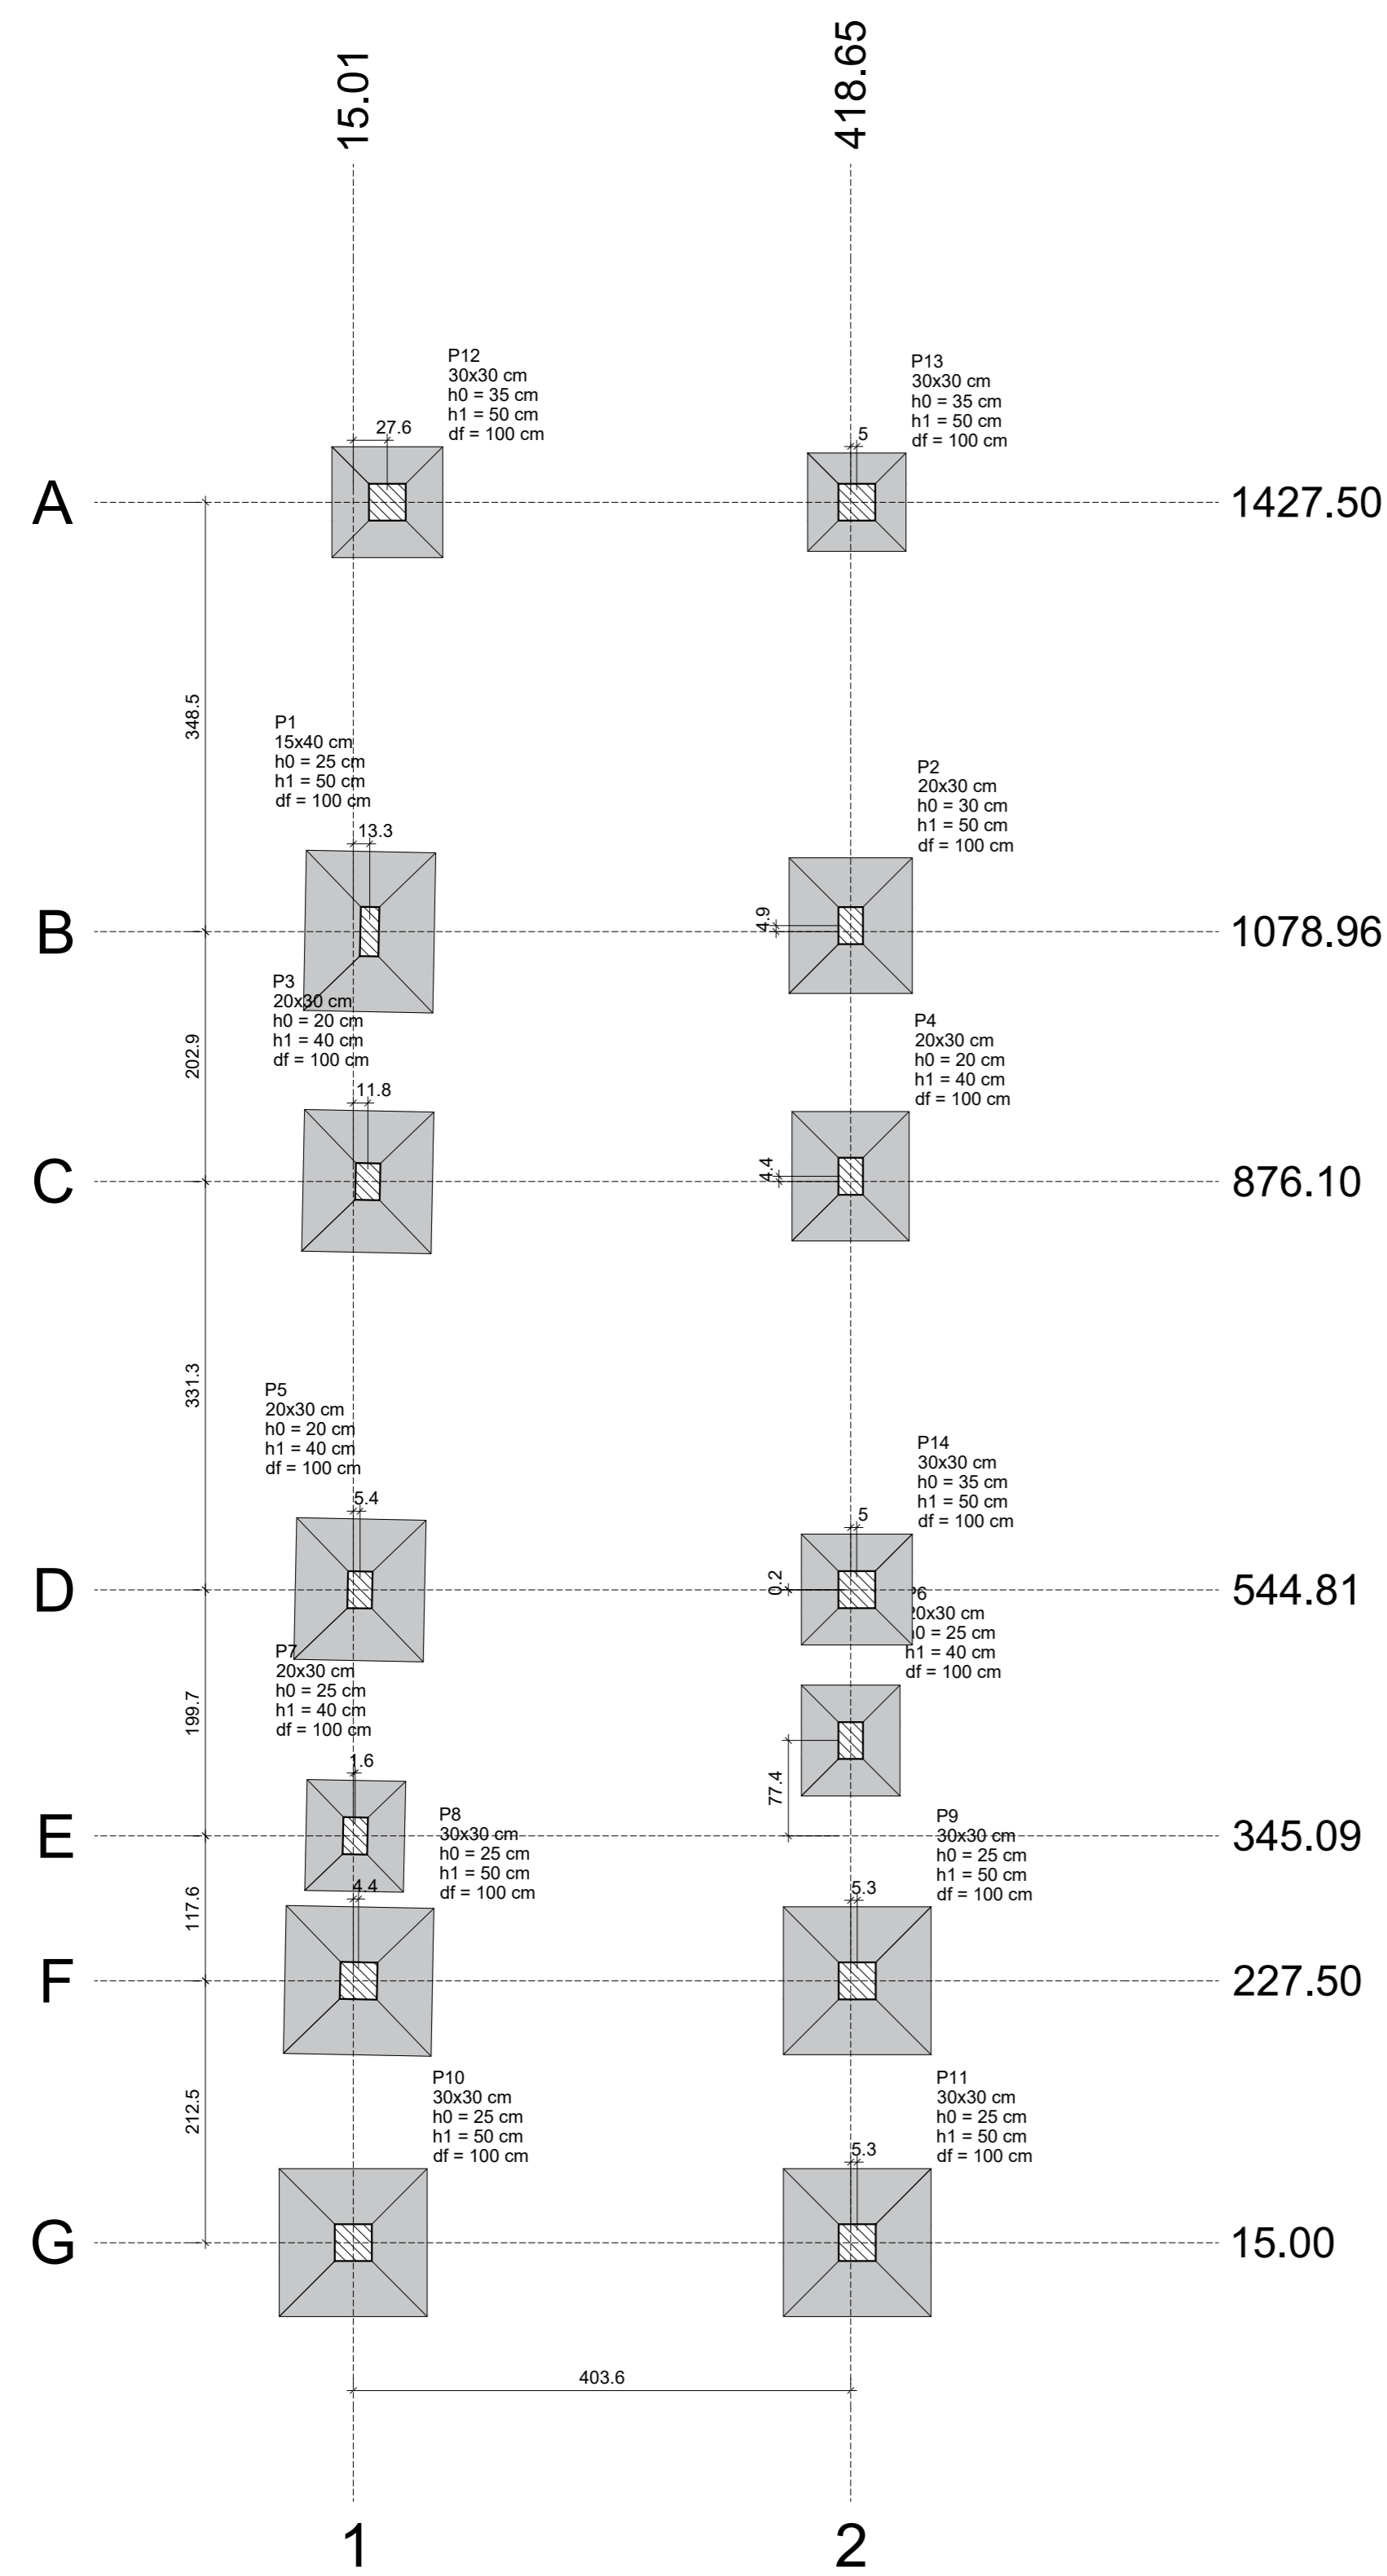 15.01
418.65
P12
30x30 cm
h0 = 35 cm
h1 = 50 cm
df = 100 cm
27.6
P13
30x30 cm
h0 = 35 cm
h1 = 50 cm
df = 100 cm
5
A
1427.50
348.5
P1
15x40 cm
h0 = 25 cm
h1 = 50 cm
df = 100 cm
13.3
P2
20x30 cm
h0 = 30 cm
h1 = 50 cm
df = 100 cm
4.9
B
1078.96
202.9
P3
20x30 cm
h0 = 20 cm
h1 = 40 cm
df = 100 cm
11.8
P4
20x30 cm
h0 = 20 cm
h1 = 40 cm
df = 100 cm
4.4
C
876.10
331.3
P5
20x30 cm
h0 = 20 cm
h1 = 40 cm
df = 100 cm
5.4
P14
30x30 cm
h0 = 35 cm
h1 = 50 cm
df = 100 cm
5
0.2
D
544.81
P6
20x30 cm
h0 = 25 cm
h1 = 40 cm
df = 100 cm
199.7
P7
20x30 cm
h0 = 25 cm
h1 = 40 cm
df = 100 cm
1.6
77.4
E
345.09
117.6
P8
30x30 cm
h0 = 25 cm
h1 = 50 cm
df = 100 cm
4.4
P9
30x30 cm
h0 = 25 cm
h1 = 50 cm
df = 100 cm
5.3
F
227.50
212.5
P10
30x30 cm
h0 = 25 cm
h1 = 50 cm
df = 100 cm
P11
30x30 cm
h0 = 25 cm
h1 = 50 cm
df = 100 cm
5.3
G
15.00
403.6
1
2